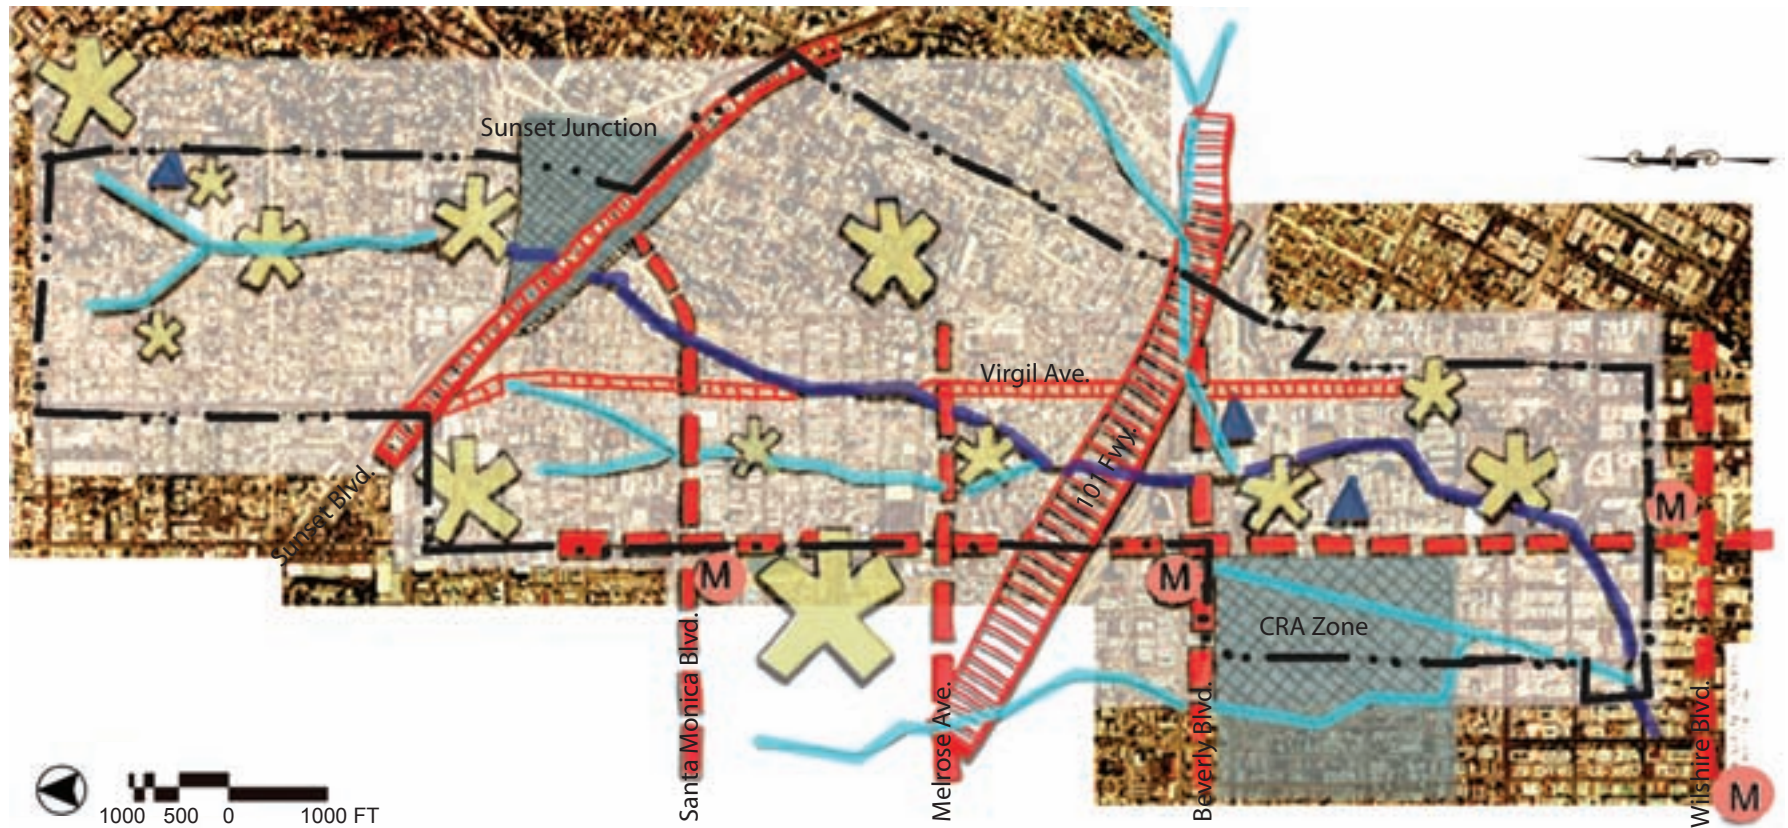 Sunset Junction
Virgil Ave.
101 Fwy.
Sunset Blvd.
M
M
M
CRA Zone
Santa Monica Blvd.
Melrose Ave.
Beverly Blvd.
Wilshire Blvd.
M
1000 500 0 1000 FT